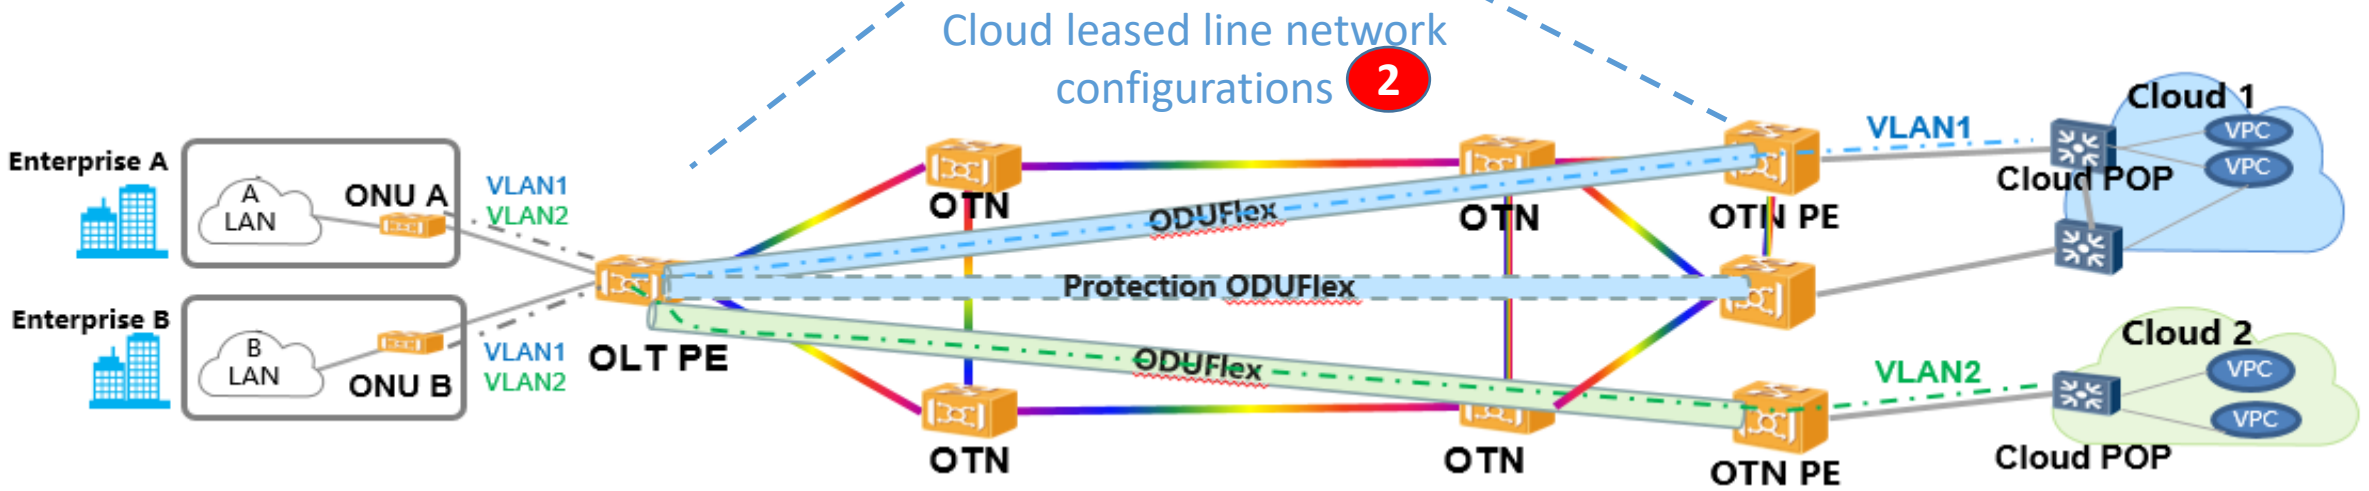 Cloud leased line network
configurations 2
Enterprise A
A
LAN
ONU A
VLAN1
VLAN2
Enterprise B
B
LAN
ONU B
VLAN1
VLAN2
OLT PE
OTN
OTN
ODUFlex
Protection ODUFlex
ODUFlex
OTN
OTN
OTN PE
OTN PE
VLAN1
Cloud 1
VPC
VPC
Cloud POP
VLAN2
Cloud 2
VPC
VPC
Cloud POP